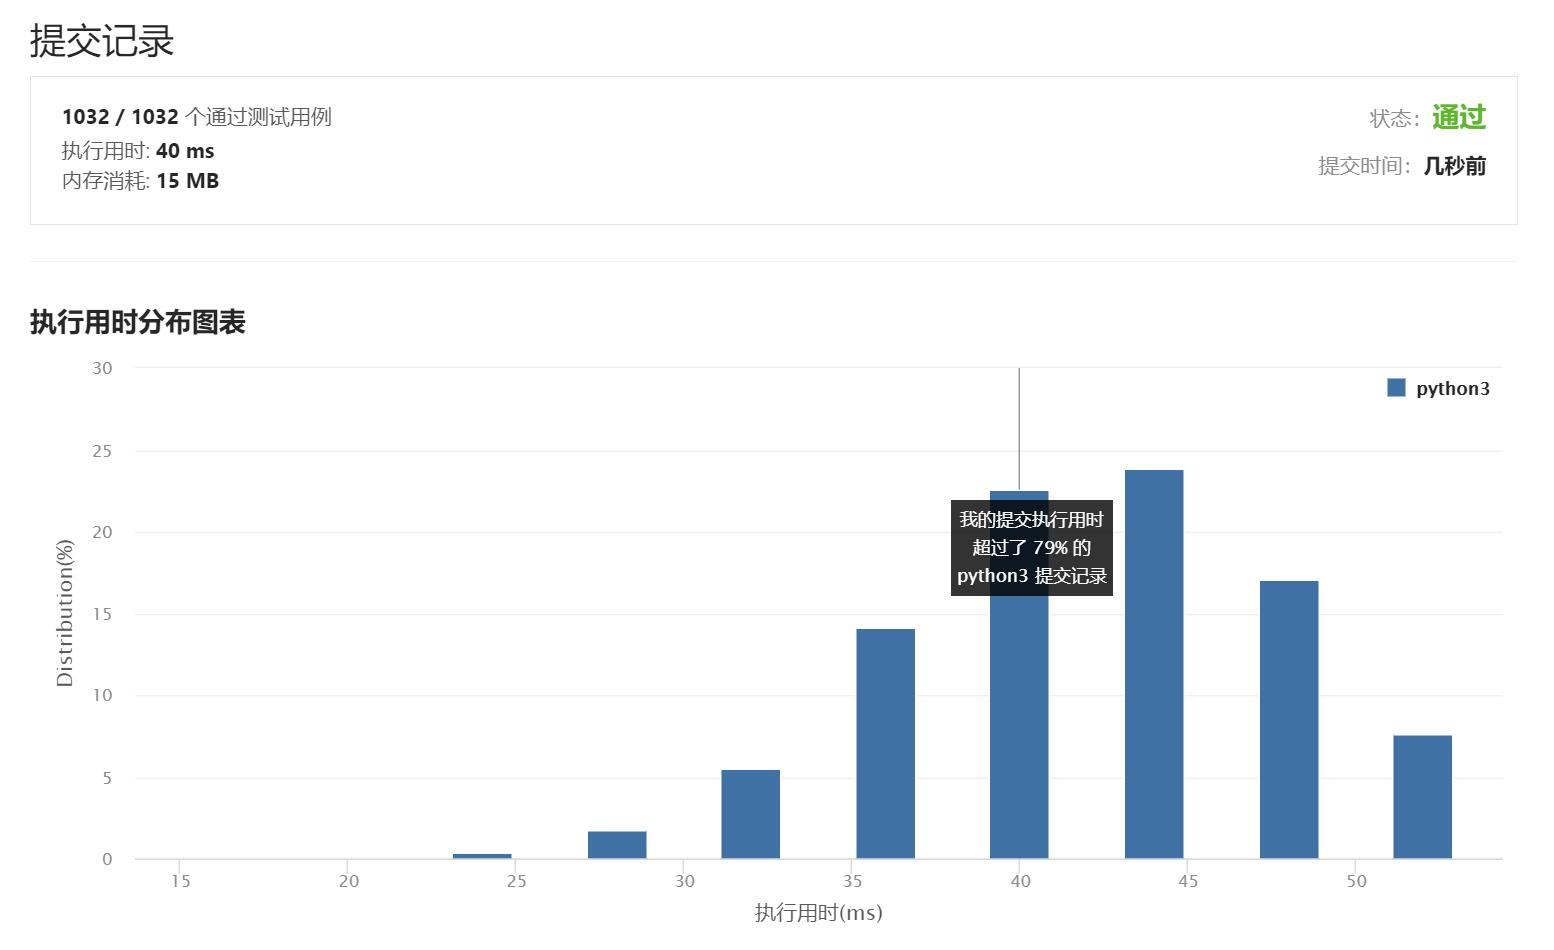 提交记录
1032 / 1032 个通过测试用例
状态：通过
执行用时: 40 ms
提交时间：几秒前
内存消耗: 15 MB
执行用时分布图表
30
python3
25
20
15
10
5
0
Distribution(%)
我的提交执行用时
超过了 79% 的
python3 提交记录
15 20 25 30 35 40 45 50
执行用时(ms)